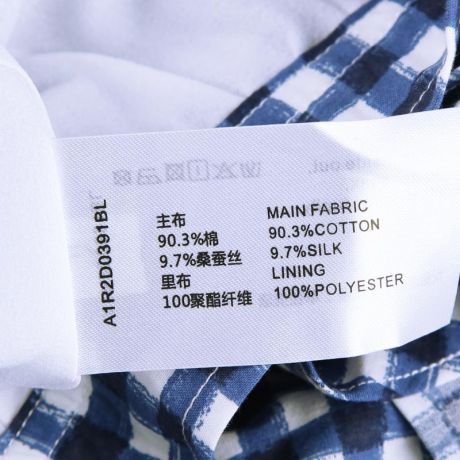 A1R2D0391BL
主布
90.3%棉
9.7%桑蚕丝
里布
100聚酯纤维
MAIN FABRIC
90.3%COTTON
9.7%SILK
LINING
100%POLYESTER